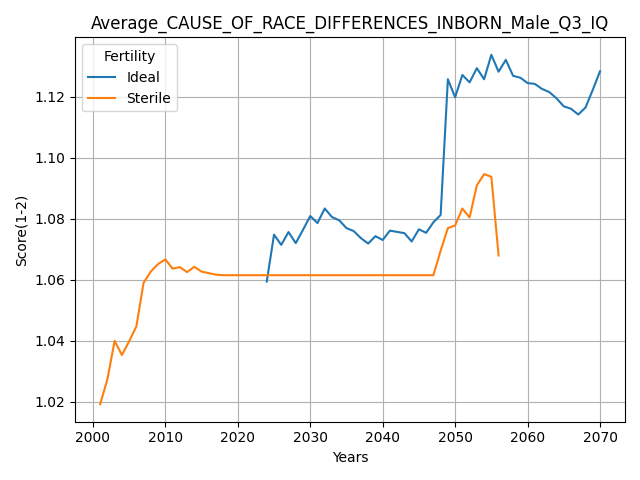 Average_CAUSE_OF_RACE_DIFFERENCES_INBORN_Male_Q3_IQ
Fertility
Ideal
Sterile
Score(1-2)
1.12
1.10
1.08
1.06
1.04
1.02
2000 2010 2020 2030 2040 2050 2060 2070
Years